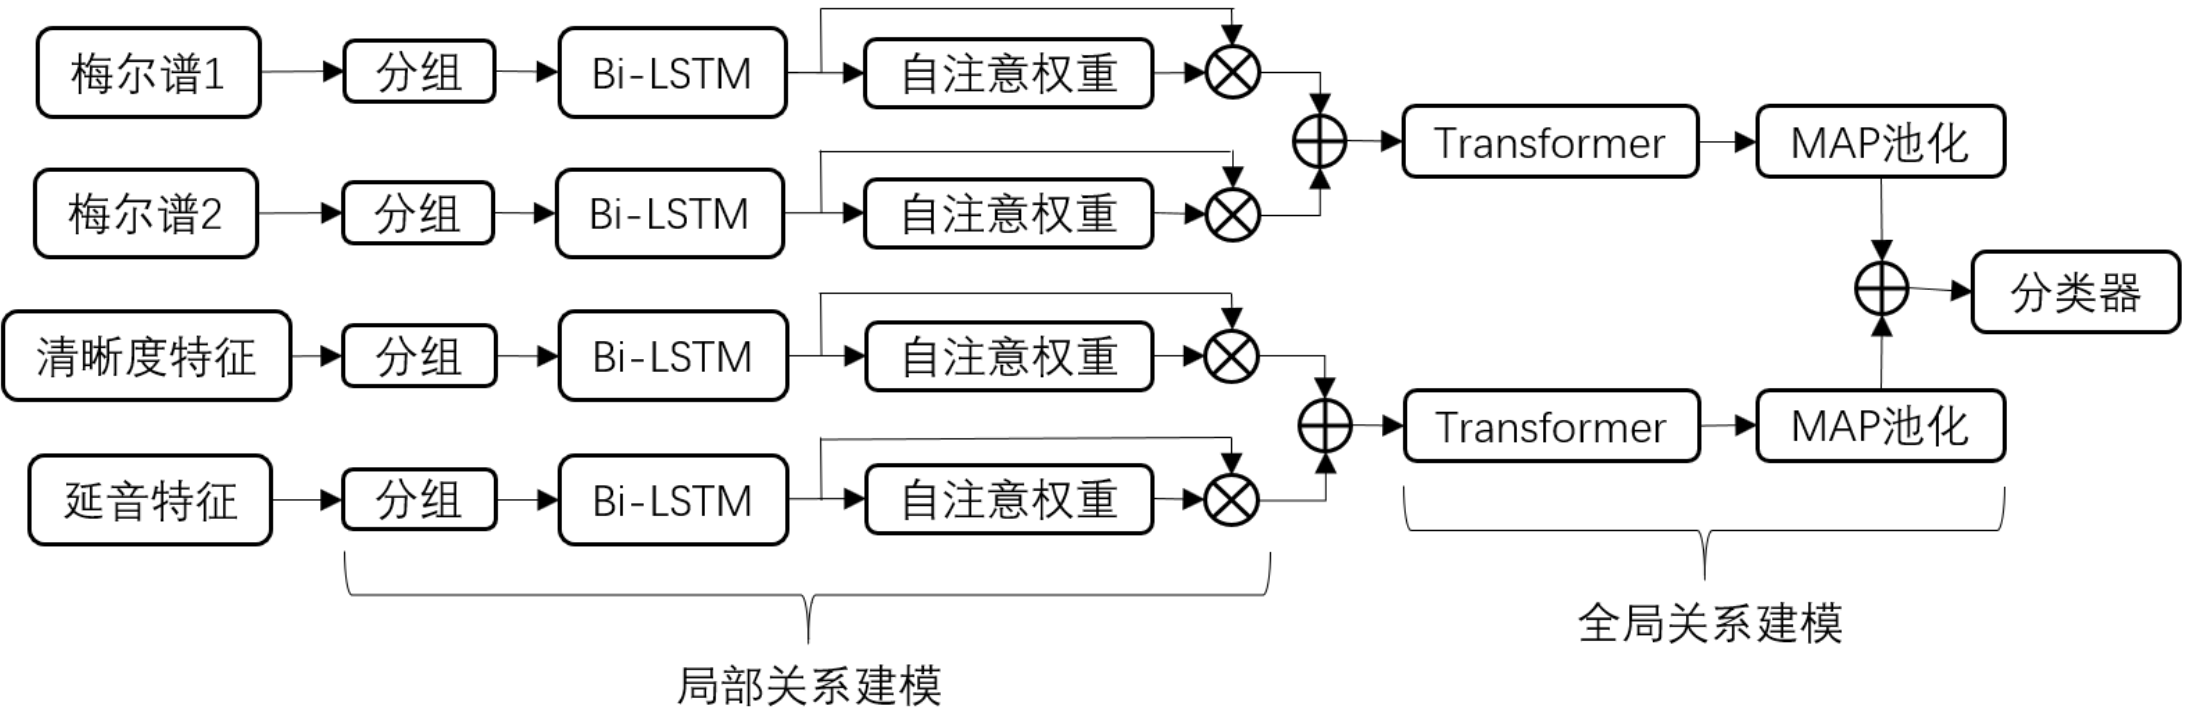 梅尔谱1
分组
Bi-LSTM
自注意权重
梅尔谱2
分组
Bi-LSTM
自注意权重
Transformer
MAP池化
清晰度特征
分组
Bi-LSTM
自注意权重
延音特征
分组
Bi-LSTM
自注意权重
Transformer
MAP池化
分类器
局部关系建模
全局关系建模